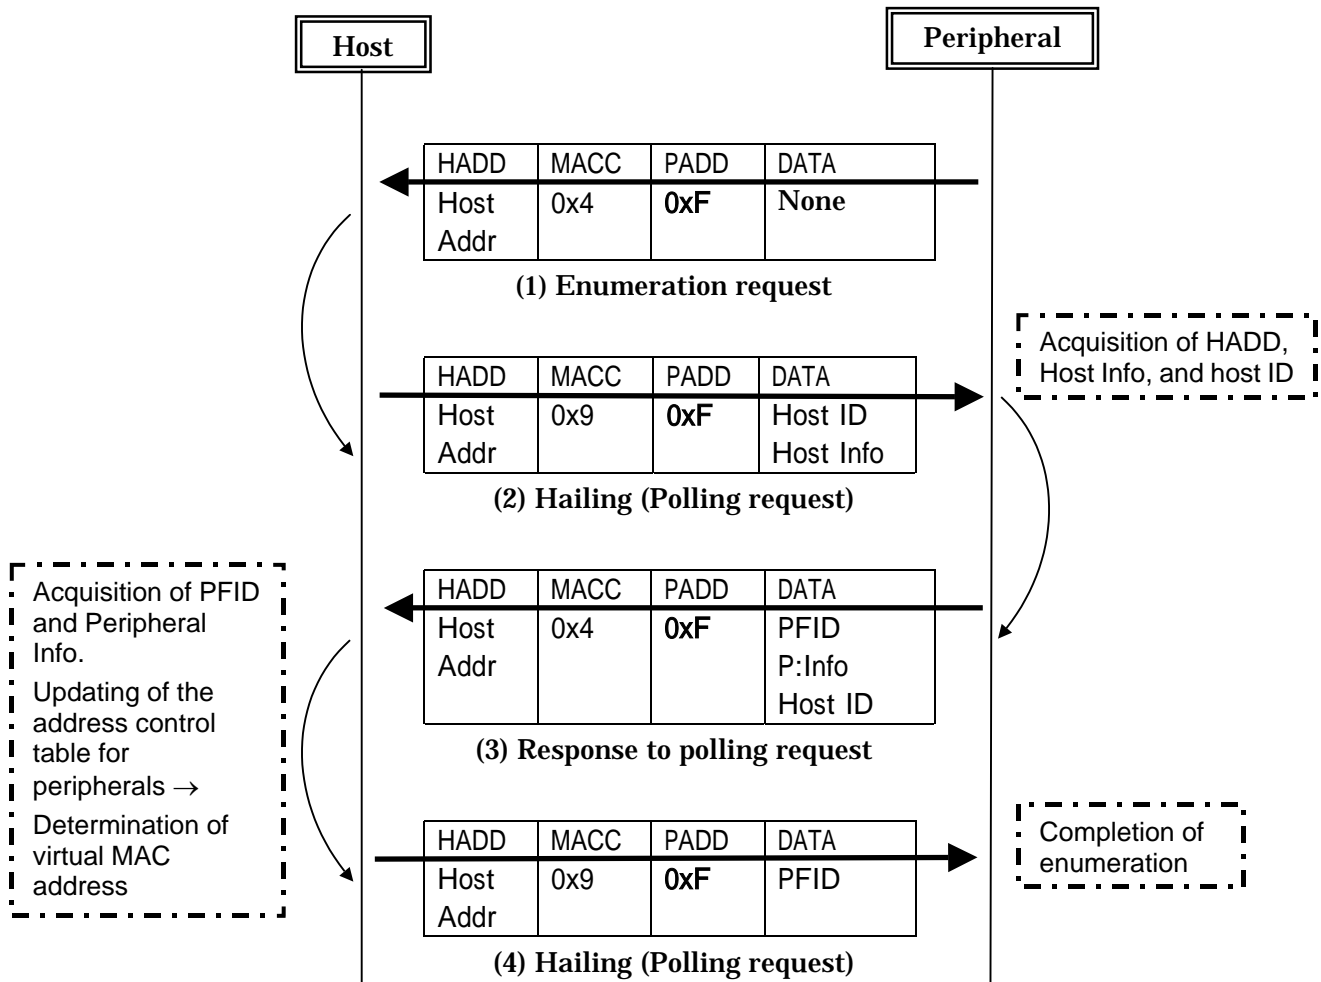 Host
Peripheral
HADD MACC PADD DATA
Host 0x4 0xF None
Addr
(1) Enumeration request
Acquisition of HADD,
Host Info, and host ID
HADD MACC PADD DATA
Host 0x9 0xF Host ID
Addr Host Info
(2) Hailing (Polling request)
Acquisition of PFID
and Peripheral
Info.
Updating of the
address control
table for
peripherals →
Determination of
virtual MAC
address
HADD MACC PADD DATA
Host 0x4 0xF PFID
Addr P:Info
Host ID
(3) Response to polling request
HADD MACC PADD DATA
Host 0x9 0xF PFID
Addr
(4) Hailing (Polling request)
Completion of
enumeration